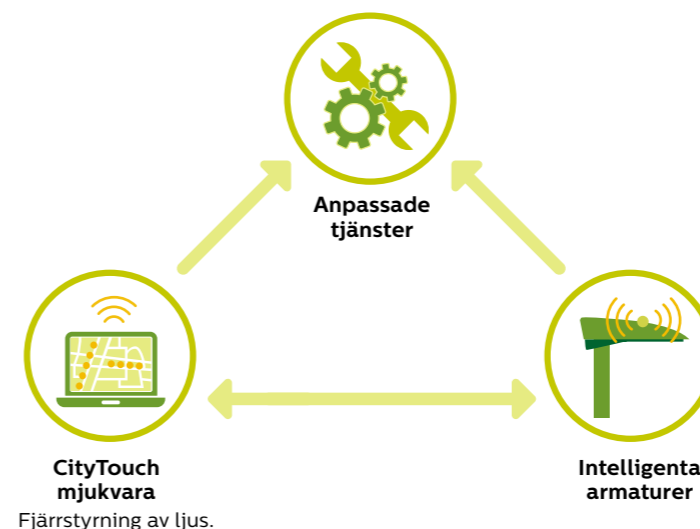 Anpassade
tjänster
CityTouch
mjukvara
Fjärrstyrning av ljus.
Intelligenta
armaturer